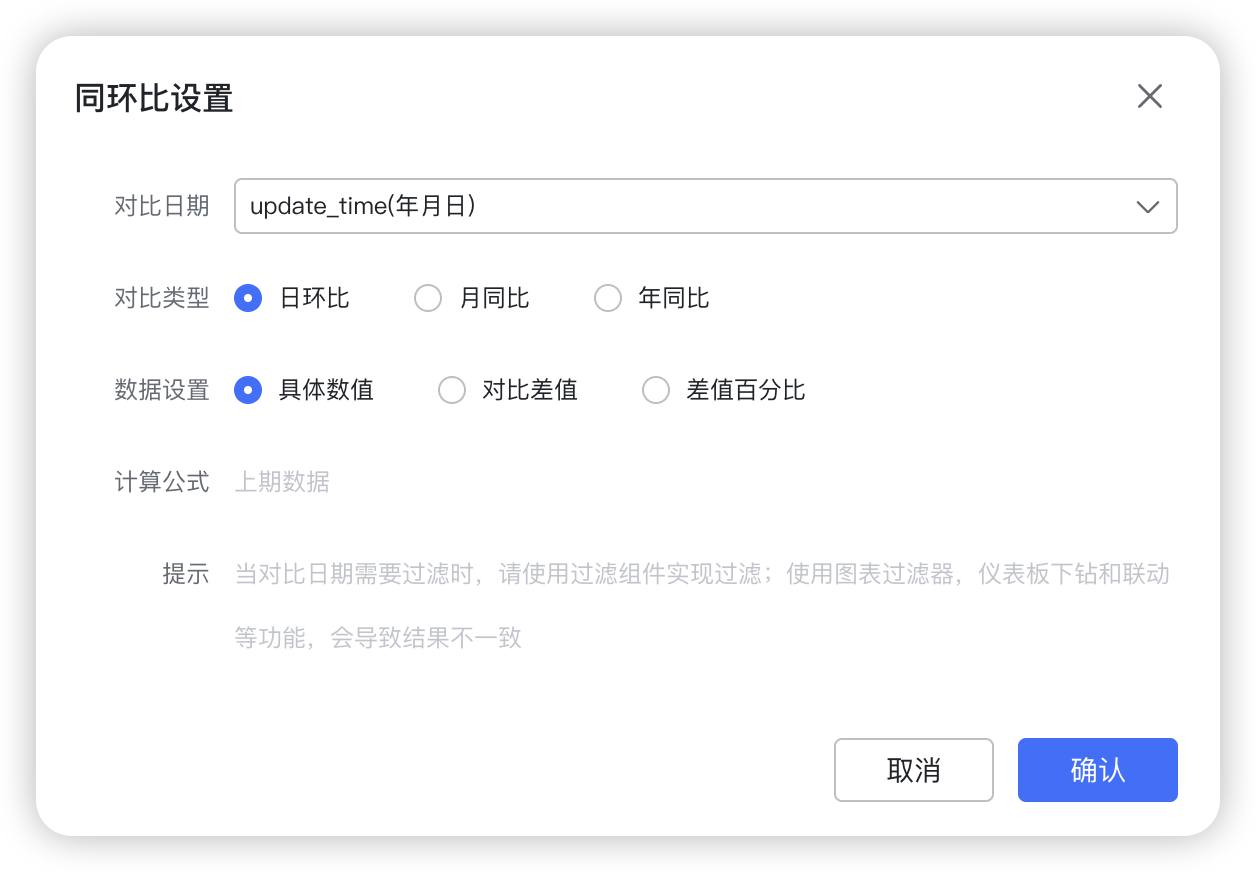 同环比设置
对比日期 update_time(年月日)
对比类型 日环比 月同比 年同比
数据设置 具体数值 对比差值 差值百分比
计算公式 上期数据
提示 当对比日期需要过滤时，请使用过滤组件实现过滤；使用图表过滤器，仪表板下钻和联动
等功能，会导致结果不一致
取消 确认